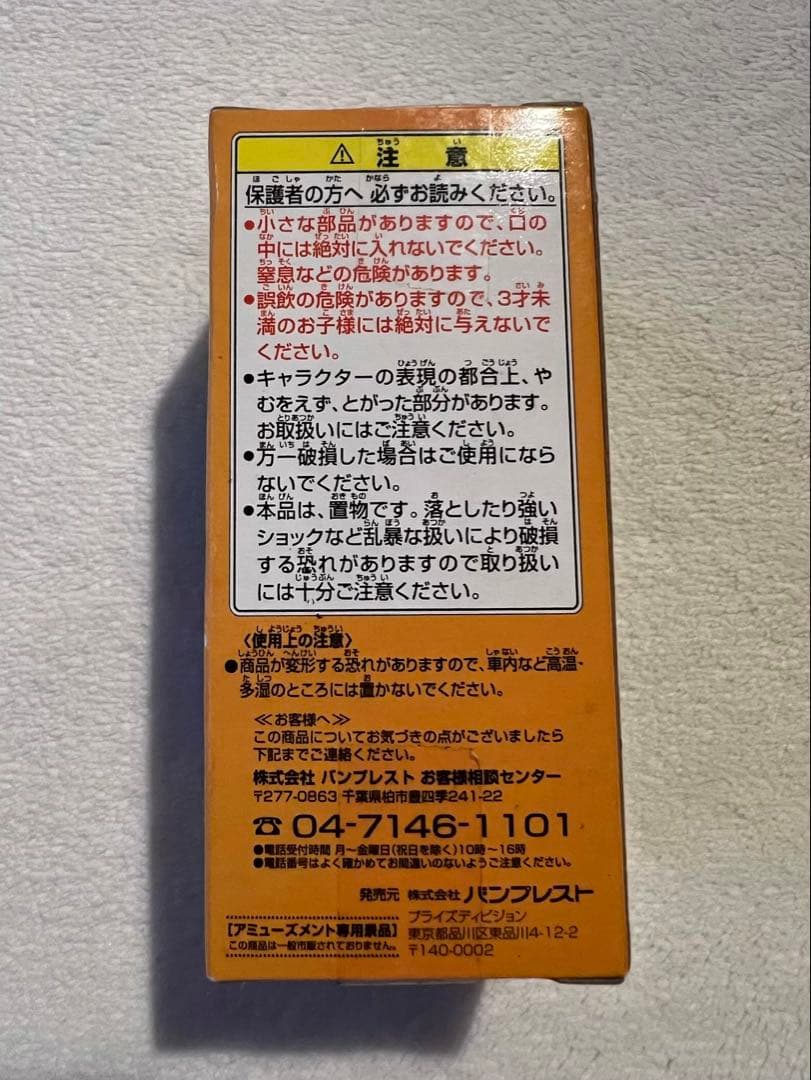 ⚠ 注意
保護者の方へ 必ずお読みください。
●小さな部品がありますので、口の
中には絶対に入れないでください。
窒息などの危険があります。
●誤飲の危険がありますので、3才未
満のお子様には絶対に与えないで
ください。
●キャラクターの表現の都合上、や
むをえず、とがった部分があります。
お取扱いにはご注意ください。
●万一破損した場合はご使用になら
ないでください。
●本品は、置物です。落としたり強い
ショックなど乱暴な扱いにより破損
する恐れがありますので取り扱い
には十分ご注意ください。
〈使用上の注意〉
●商品が変形する恐れがありますので、車内など高温・
多湿のところには置かないでください。
≪お客様へ≫
この商品についてお気づきの点がございましたら
下記までご連絡ください。
株式会社 バンプレスト お客様相談センター
〒277-0863 千葉県柏市豊四季241-22
☎ 04-7146-1101
●電話受付時間 月〜金曜日(祝日を除く)10時〜16時
●電話番号はよく確かめてお間違いのないようご注意ください。
発売元 株式会社 バンプレスト
プライズディビジョン
東京都品川区東品川4-12-2
〒140-0002
【アミューズメント専用景品】
この商品は一般市販されておりません。